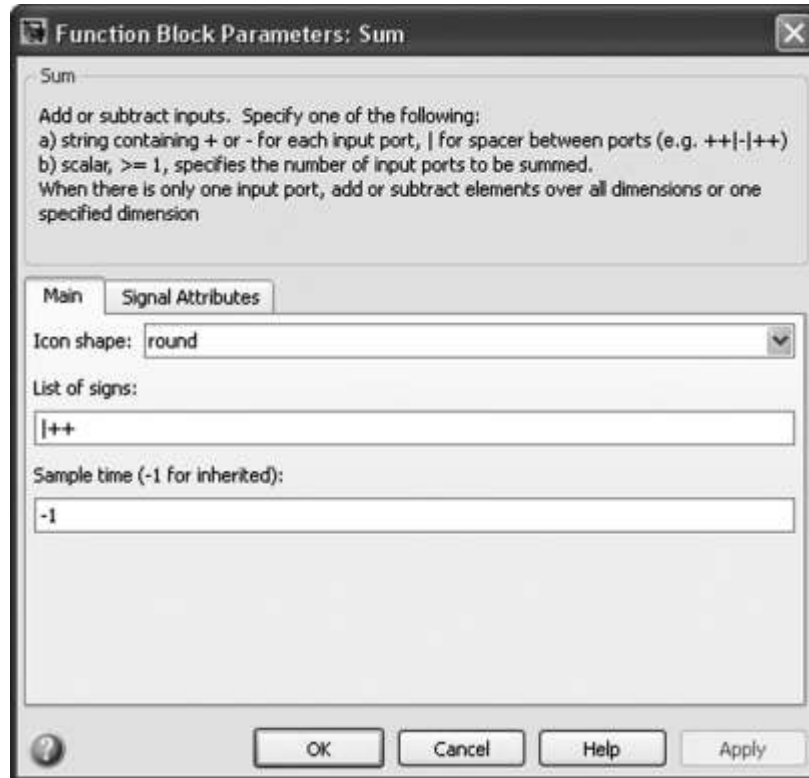 Function Block Parameters: Sum
Sum
Add or subtract inputs. Specify one of the following:
a) string containing + or - for each input port, | for spacer between ports (e.g. ++|-|++)
b) scalar, >= 1, specifies the number of input ports to be summed.
When there is only one input port, add or subtract elements over all dimensions or one
specified dimension
Main Signal Attributes
Icon shape: round
List of signs:
|++
Sample time (-1 for inherited):
-1
OK Cancel Help Apply